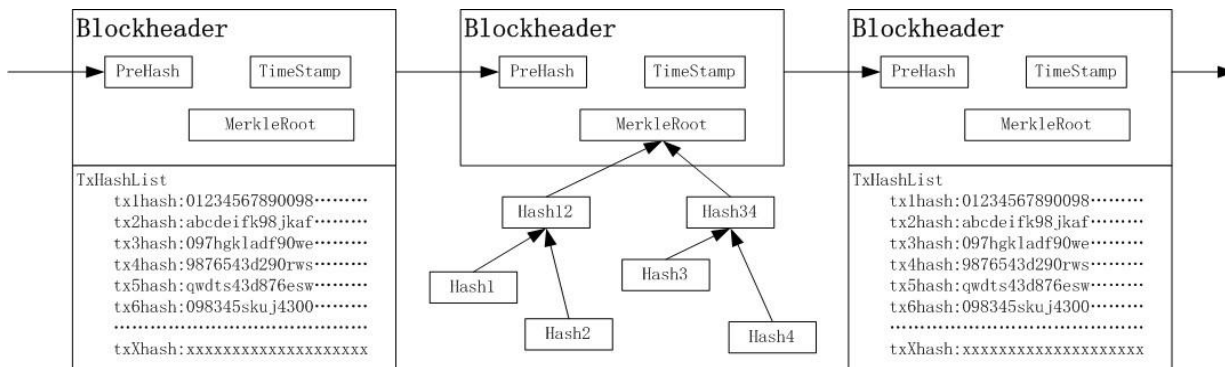 Blockheader
PreHash
TimeStamp
MerkleRoot
TxHashList
tx1hash:01234567890098⋯⋯⋯
tx2hash:abcdeifk98jkaf⋯⋯⋯
tx3hash:097hgkladf90we⋯⋯⋯
tx4hash:9876543d290rws⋯⋯⋯
tx5hash:qwdts43d876esw⋯⋯⋯
tx6hash:098345skuj4300⋯⋯⋯
⋯⋯⋯⋯⋯⋯⋯⋯⋯⋯⋯⋯⋯⋯
txXhash:xxxxxxxxxxxxxxxxxxxx
Blockheader
PreHash
TimeStamp
MerkleRoot
Hash12
Hash34
Hash1
Hash3
Hash2
Hash4
Blockheader
PreHash
TimeStamp
MerkleRoot
TxHashList
tx1hash:01234567890098⋯⋯⋯
tx2hash:abcdeifk98jkaf⋯⋯⋯
tx3hash:097hgkladf90we⋯⋯⋯
tx4hash:9876543d290rws⋯⋯⋯
tx5hash:qwdts43d876esw⋯⋯⋯
tx6hash:098345skuj4300⋯⋯⋯
⋯⋯⋯⋯⋯⋯⋯⋯⋯⋯⋯⋯⋯⋯
txXhash:xxxxxxxxxxxxxxxxxxxx